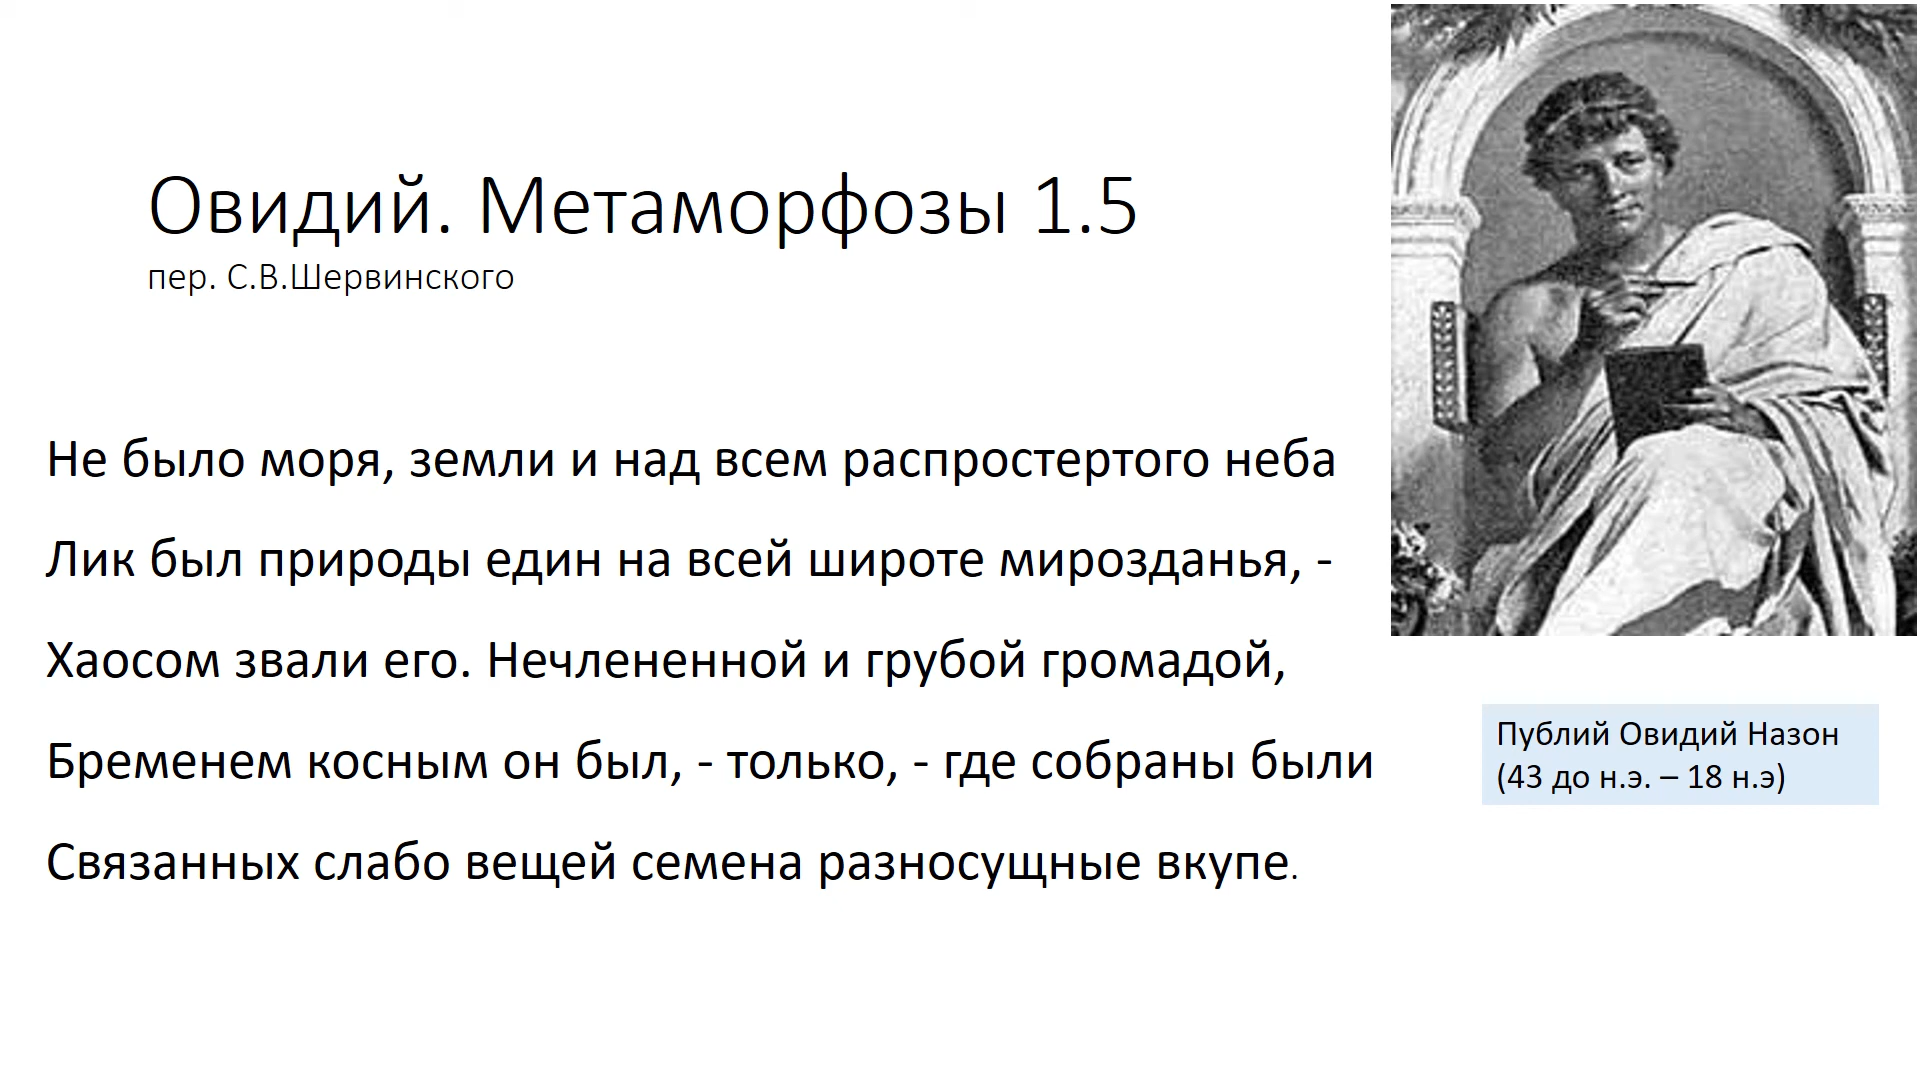 Овидий. Метаморфозы 1.5
пер. С.В.Шервинского
Не было моря, земли и над всем распростертого неба
Лик был природы един на всей широте мирозданья, -
Хаосом звали его. Нечлененной и грубой громадой,
Бременем косным он был, - только, - где собраны были
Связанных слабо вещей семена разносущные вкупе.
Публий Овидий Назон
(43 до н.э. – 18 н.э)